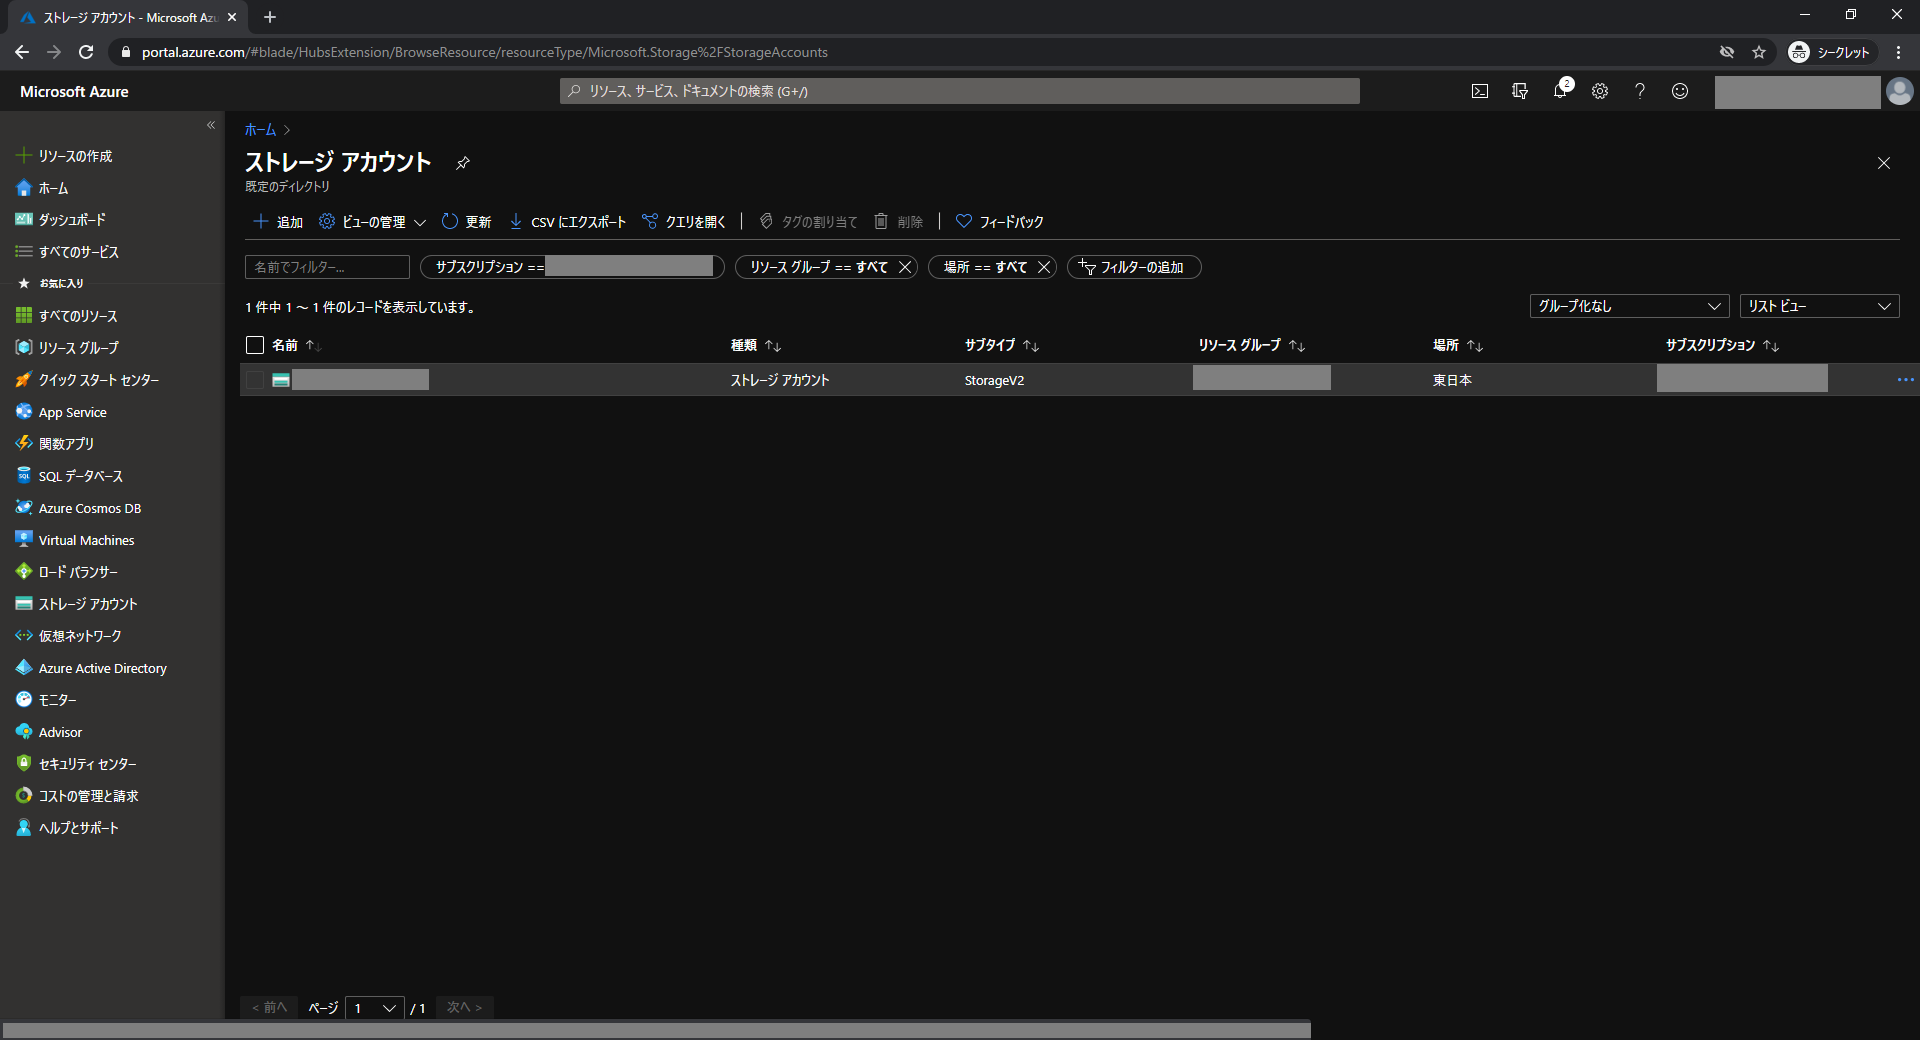 ストレージ アカウント - Microsoft Azu
portal.azure.com/#blade/HubsExtension/BrowseResource/resourceType/Microsoft.Storage%2FStorageAccounts
シークレット
Microsoft Azure
リソース、サービス、ドキュメントの検索 (G+/)
2
ホーム
ストレージ アカウント
既定のディレクトリ
リソースの作成
ホーム
ダッシュボード
すべてのサービス
お気に入り
すべてのリソース
リソース グループ
クイック スタート センター
App Service
関数アプリ
SQL データベース
Azure Cosmos DB
Virtual Machines
ロード バランサー
ストレージ アカウント
仮想ネットワーク
Azure Active Directory
モニター
Advisor
セキュリティ センター
コストの管理と請求
ヘルプとサポート
追加 ビューの管理 更新 CSV にエクスポート クエリを開く タグの割り当て 削除 フィードバック
名前でフィルター... サブスクリプション == リソース グループ == すべて 場所 == すべて フィルターの追加
1 件中 1 ～ 1 件のレコードを表示しています。 グループ化なし リスト ビュー
名前 種類 サブタイプ リソース グループ 場所 サブスクリプション
ストレージ アカウント StorageV2 東日本
< 前へ ページ 1 / 1 次へ >